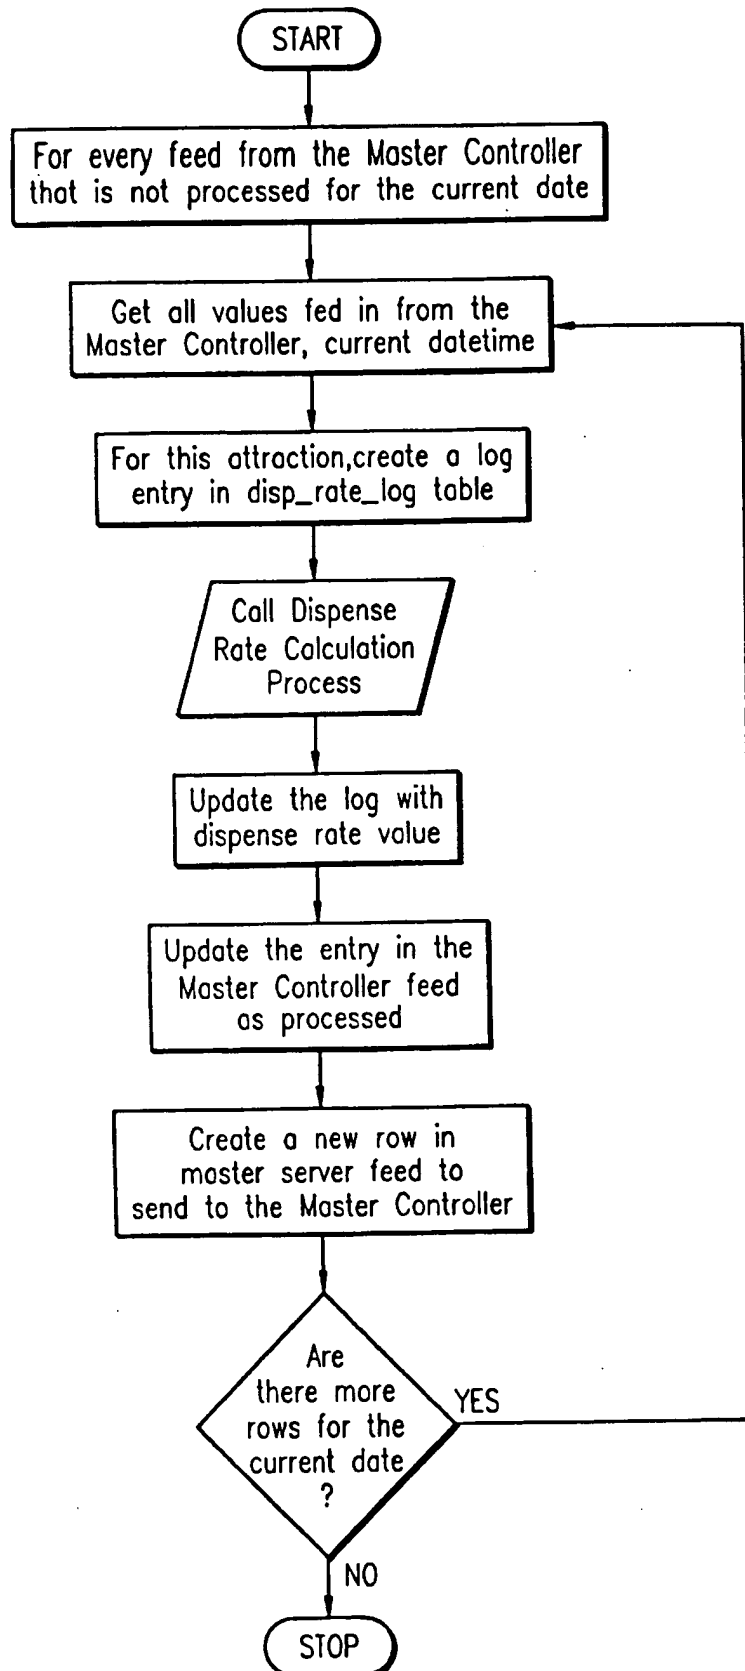 START
For every feed from the Master Controller
that is not processed for the current date
Get all values fed in from the
Master Controller, current datetime
For this attraction,create a log
entry in disp_rate_log table
Call Dispense
Rate Calculation
Process
Update the log with
dispense rate value
Update the entry in the
Master Controller feed
as processed
Create a new row in
master server feed to
send to the Master Controller
Are
there more
rows for the
current date
?
YES
NO
STOP